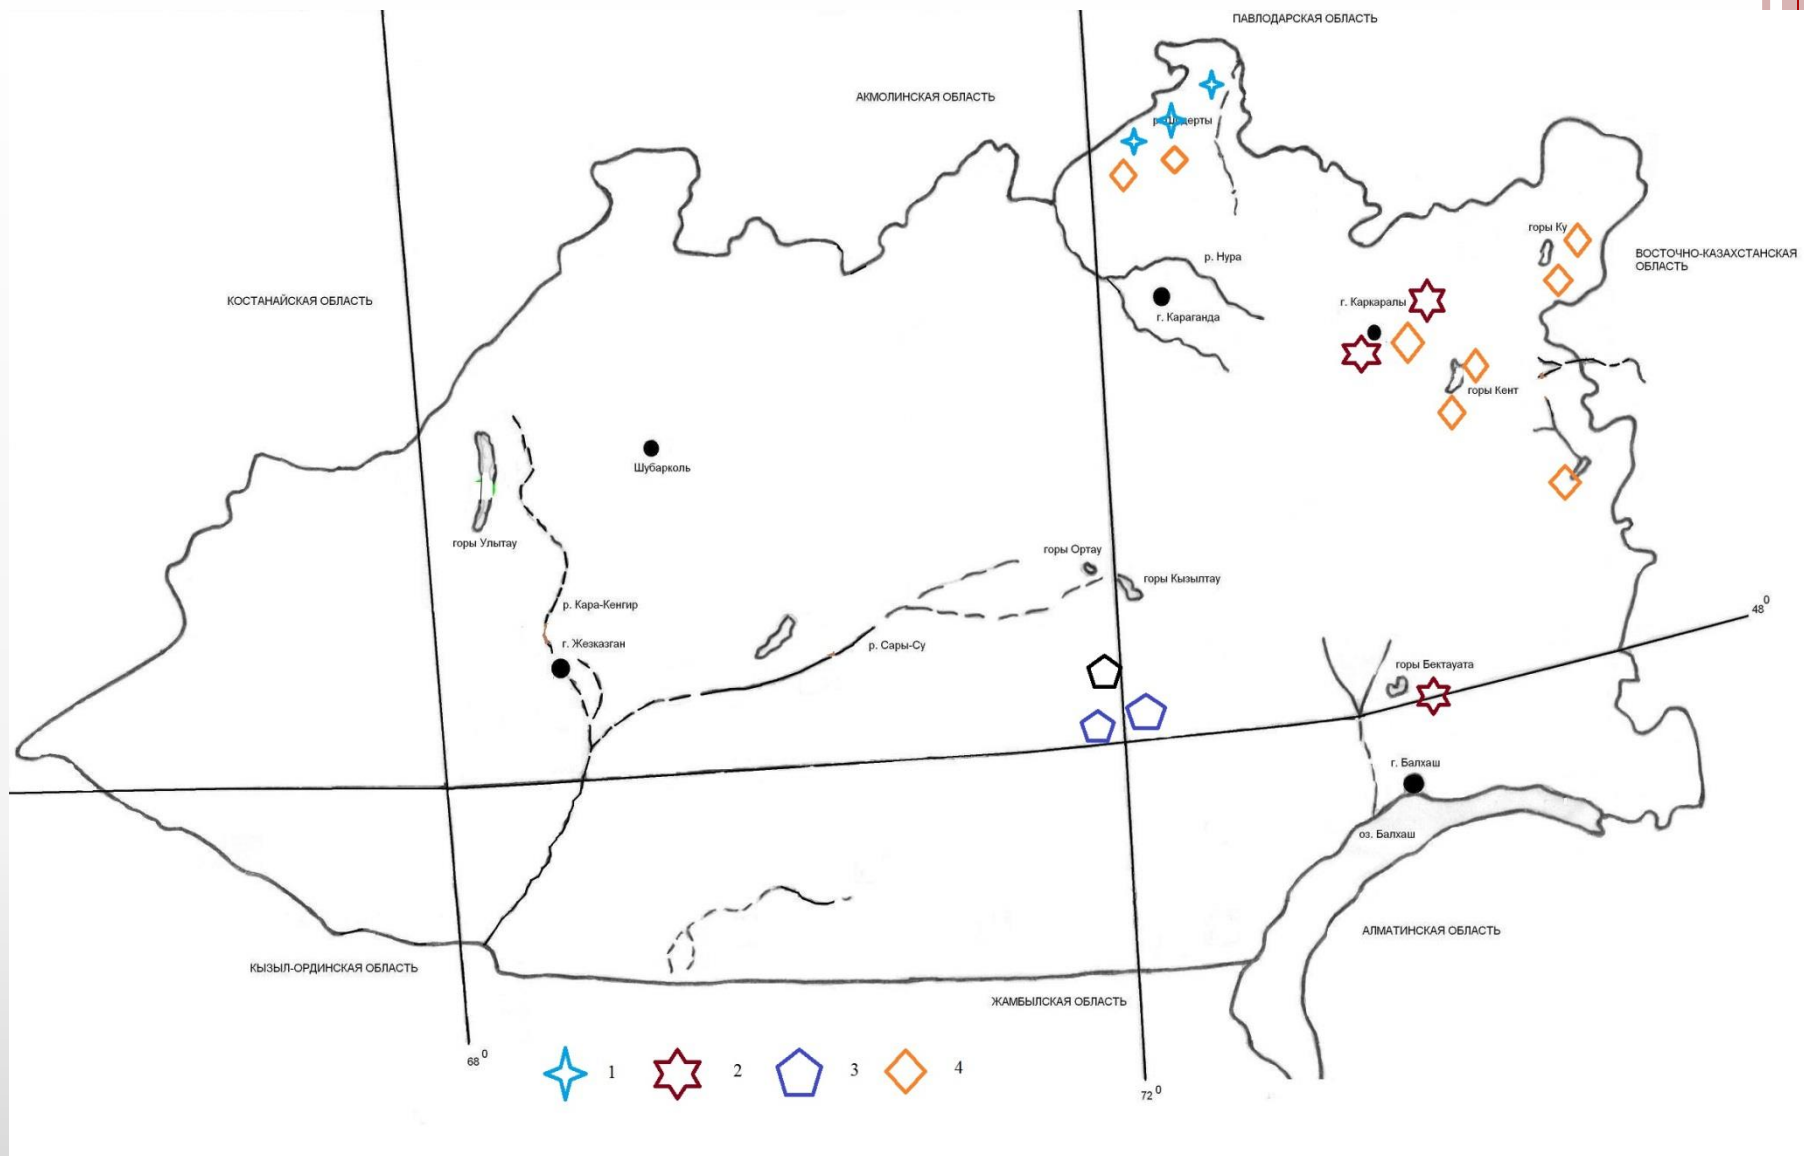 ПАВЛОДАРСКАЯ ОБЛАСТЬ
АКМОЛИНСКАЯ ОБЛАСТЬ
горы Ку
ВОСТОЧНО-КАЗАХСТАНСКАЯ
ОБЛАСТЬ
р. Нура
КОСТАНАЙСКАЯ ОБЛАСТЬ
г. Каркаралы
г. Караганда
горы Кент
Шубарколь
горы Улытау
горы Ортау
горы Кызылтау
р. Кара-Кенгир
48⁰
г. Жезказган
р. Сары-Су
горы Бектауата
г. Балхаш
оз. Балхаш
АЛМАТИНСКАЯ ОБЛАСТЬ
КЫЗЫЛ-ОРДИНСКАЯ ОБЛАСТЬ
ЖАМБЫЛСКАЯ ОБЛАСТЬ
68⁰
1 2 3 4
72⁰